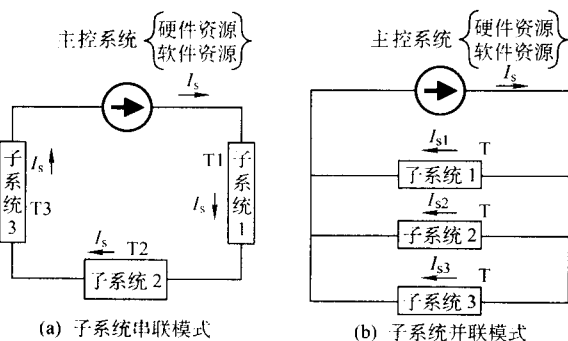 主控系统 {硬件资源 软件资源}
Is
子系统3
Is
T3
T1
子系统1
Is
Is
T2
子系统2
(a) 子系统串联模式
主控系统 {硬件资源 软件资源}
Is
Is1 T
子系统1
Is2 T
子系统2
Is3 T
子系统3
(b) 子系统并联模式